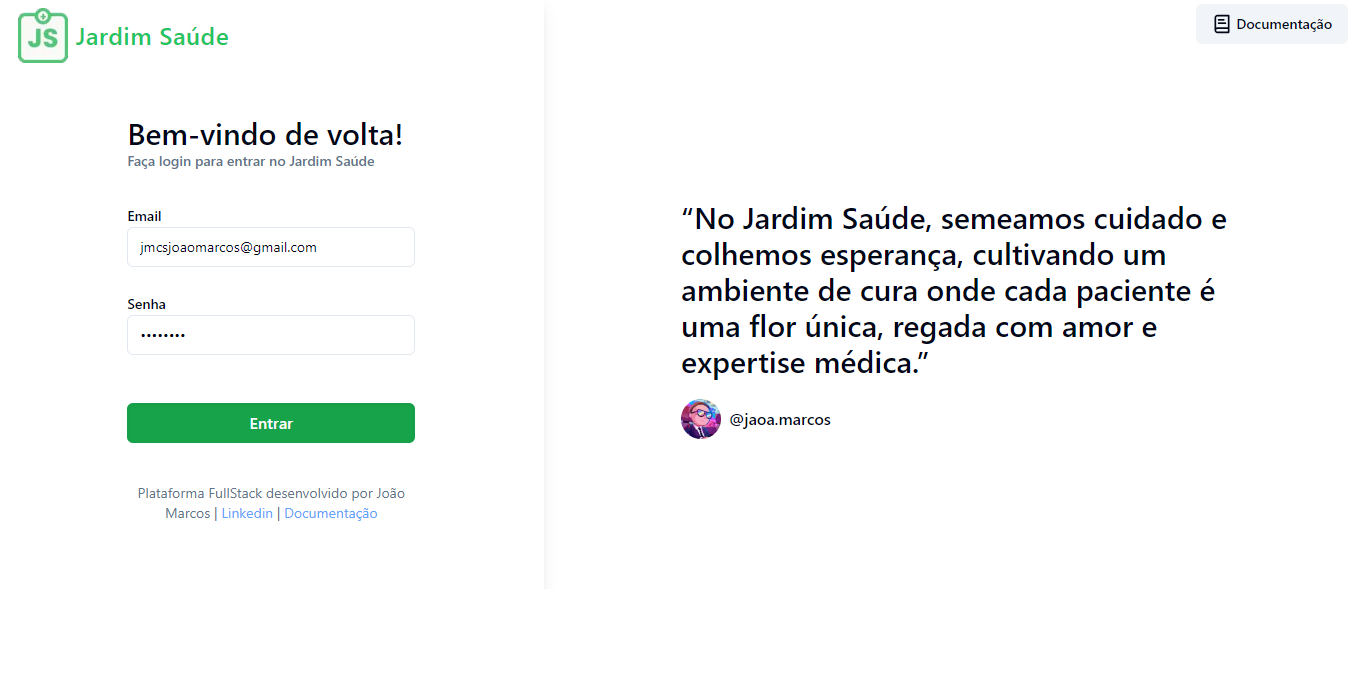 JS
Jardim Saúde
Documentação
Bem-vindo de volta!
Faça login para entrar no Jardim Saúde
Email
jmcsjoaomarcos@gmail.com
Senha
••••••••
Entrar
Plataforma FullStack desenvolvido por João
Marcos | Linkedin | Documentação
“No Jardim Saúde, semeamos cuidado e
colhemos esperança, cultivando um
ambiente de cura onde cada paciente é
uma flor única, regada com amor e
expertise médica.”
@jaoa.marcos